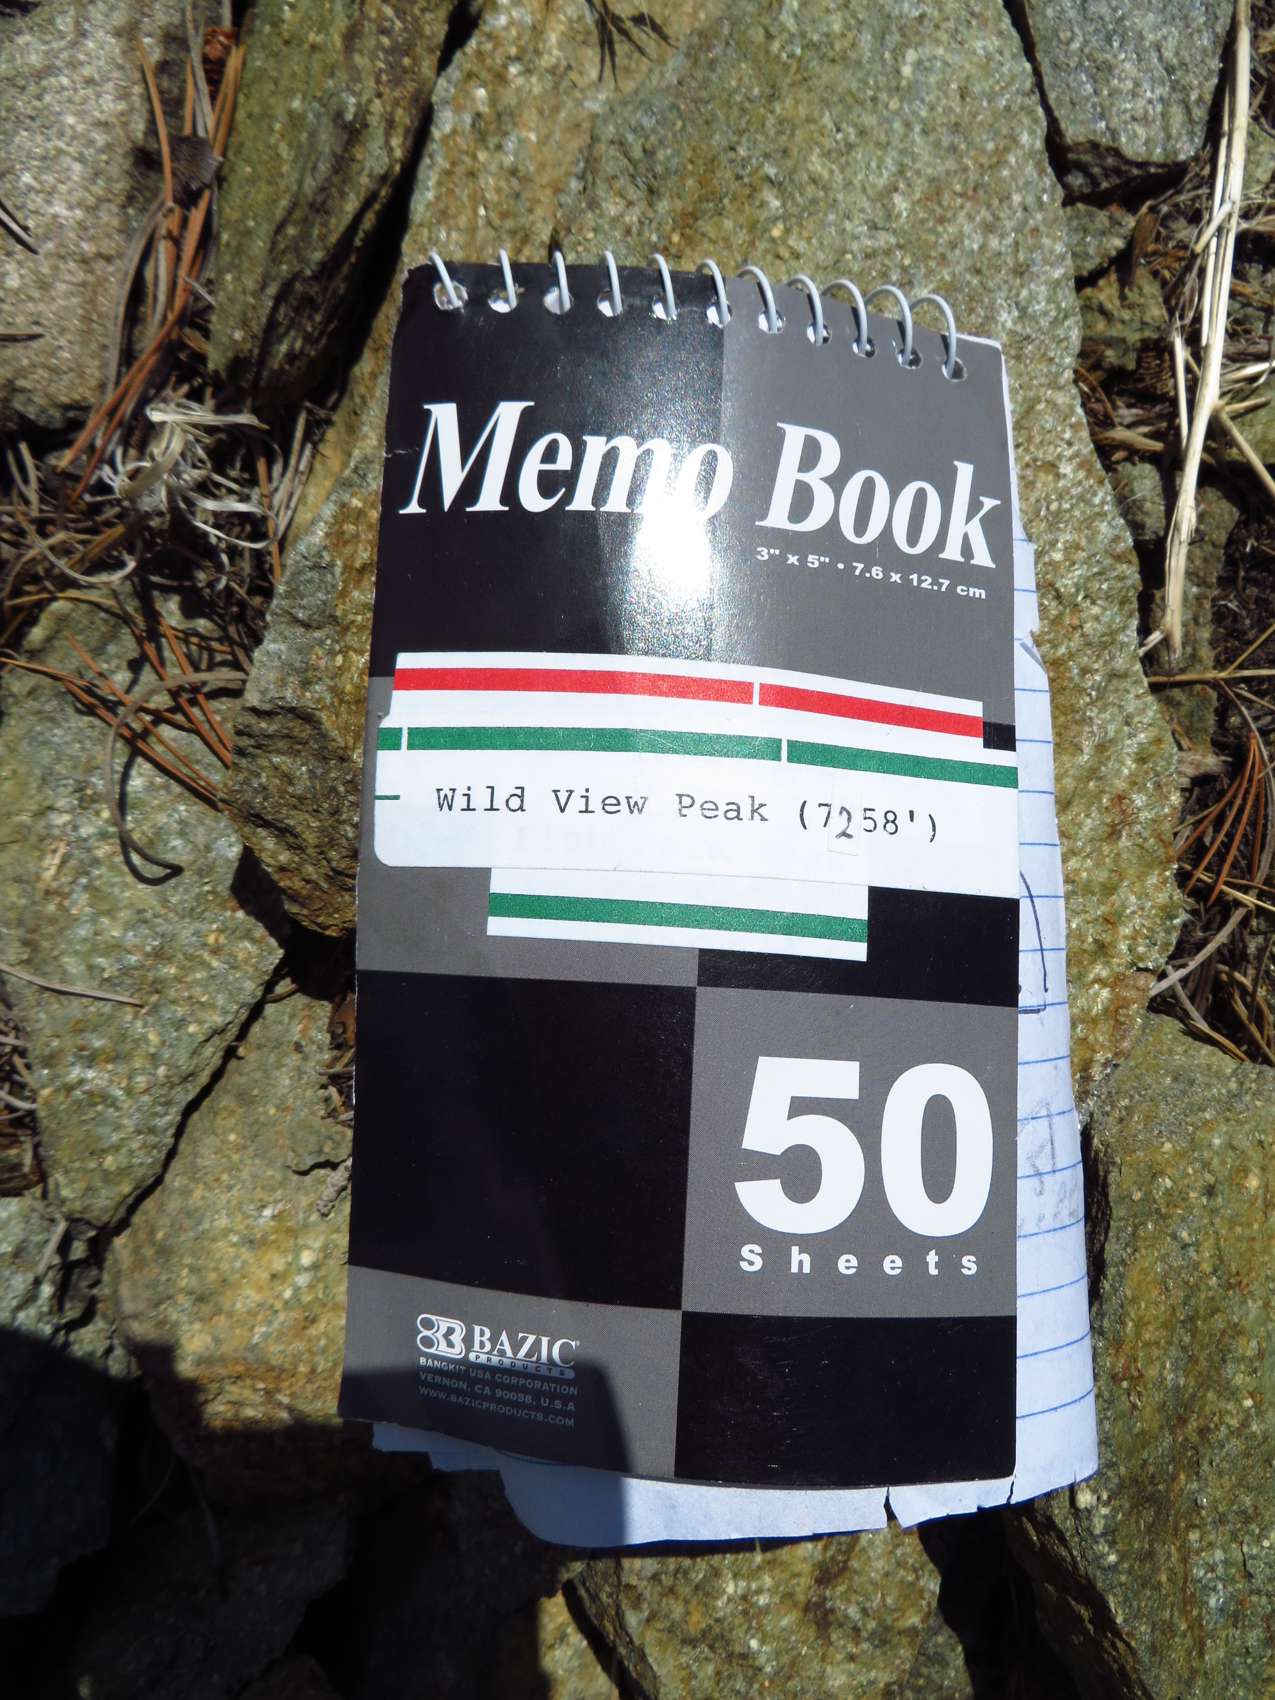 Memo Book
3" x 5" • 7.6 x 12.7 cm
Wild View Peak (7258')
50
Sheets
BAZIC®
PRODUCTS
BANGKIT USA CORPORATION
VERNON, CA 90058, U.S.A
WWW.BAZICPRODUCTS.COM